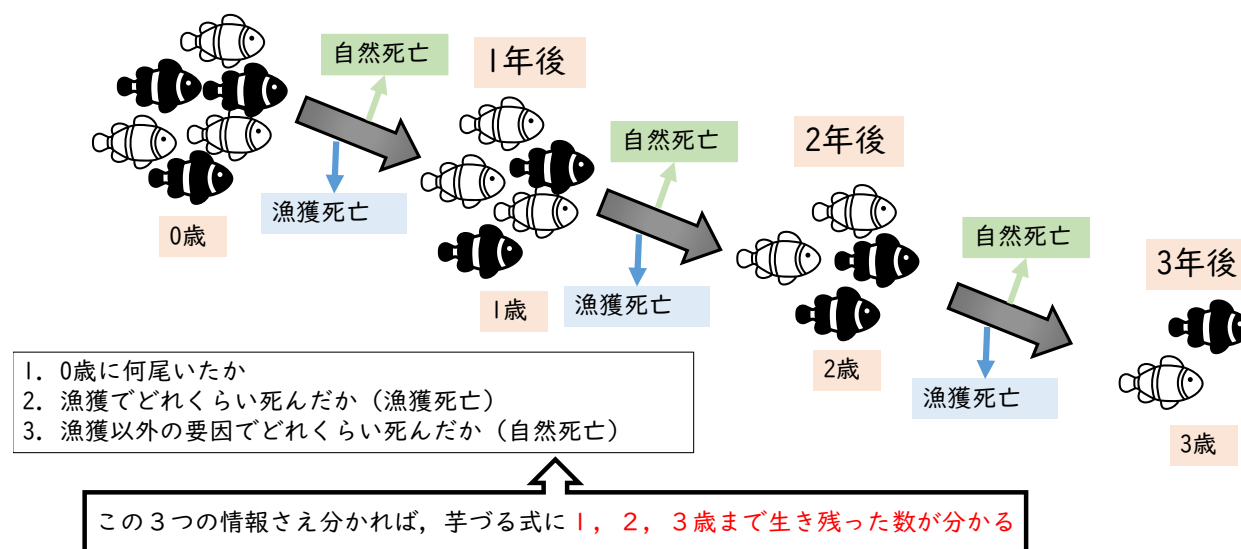 自然死亡
1年後
漁獲死亡
0歳
自然死亡
2年後
1歳
漁獲死亡
自然死亡
3年後
2歳
漁獲死亡
3歳
1. 0歳に何尾いたか
2. 漁獲でどれくらい死んだか（漁獲死亡）
3. 漁獲以外の要因でどれくらい死んだか（自然死亡）
この３つの情報さえ分かれば，芋づる式に１，２，３歳まで生き残った数が分かる